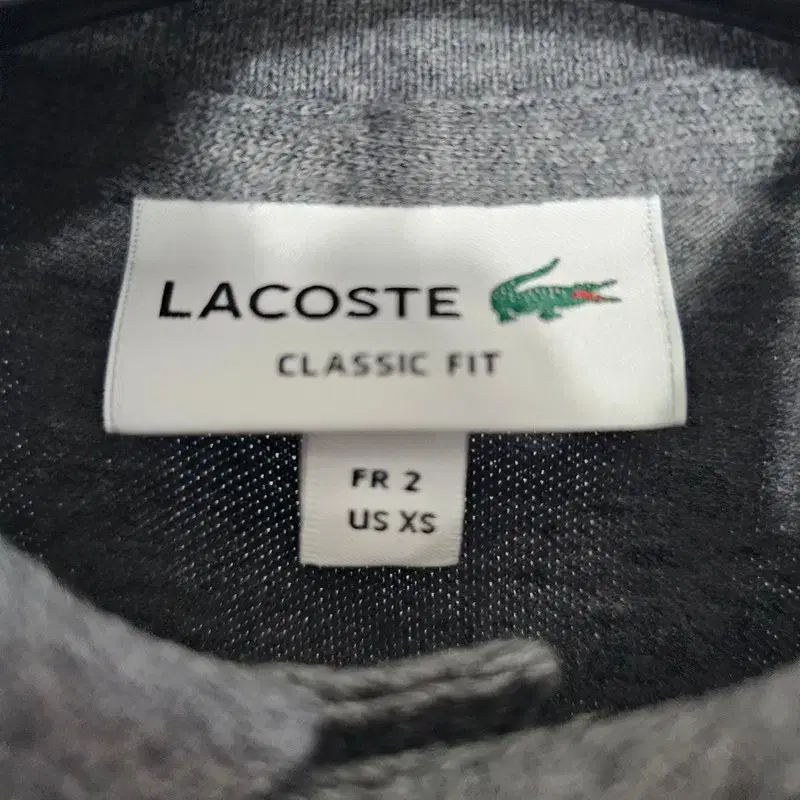 LACOSTE
CLASSIC FIT
FR 2
US XS